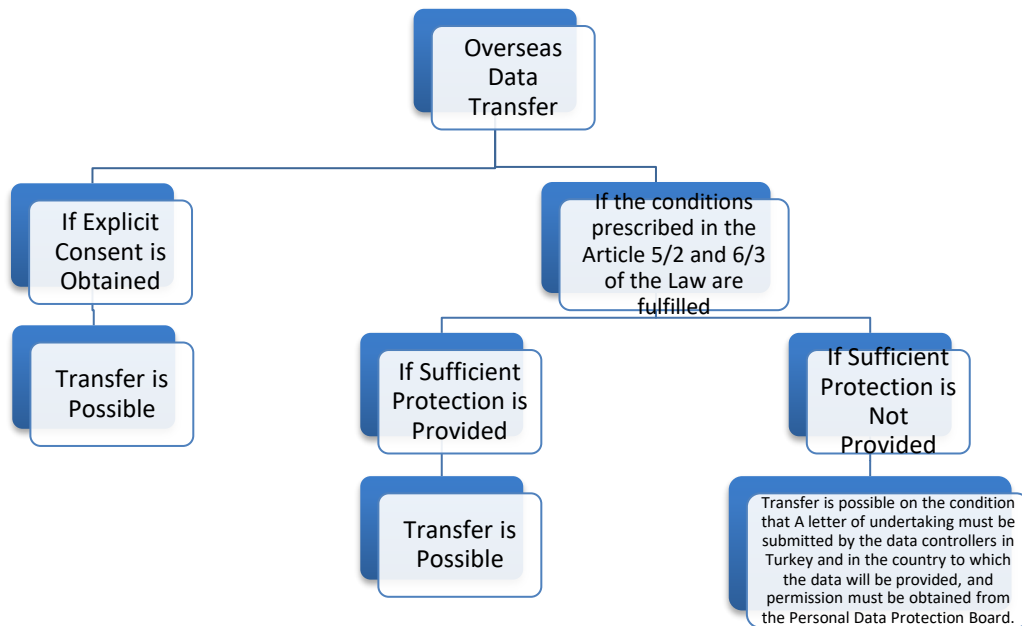 Overseas
Data
Transfer
If Explicit
Consent is
Obtained
If the conditions
prescribed in the
Article 5/2 and 6/3
of the Law are
fulfilled
Transfer is
Possible
If Sufficient
Protection is
Provided
If Sufficient
Protection is
Not
Provided
Transfer is
Possible
Transfer is possible on the condition
that A letter of undertaking must be
submitted by the data controllers in
Turkey and in the country to which
the data will be provided, and
permission must be obtained from
the Personal Data Protection Board.